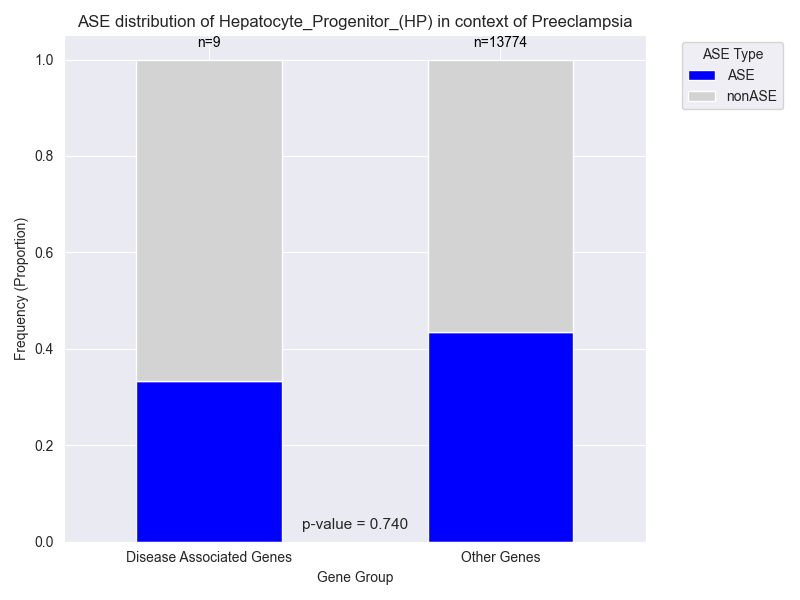 ASE distribution of Hepatocyte_Progenitor_(HP) in context of Preeclampsia
n=9
n=13774
ASE Type
ASE
nonASE
Frequency (Proportion)
1.0
0.8
0.6
0.4
0.2
0.0
p-value = 0.740
Disease Associated Genes
Other Genes
Gene Group